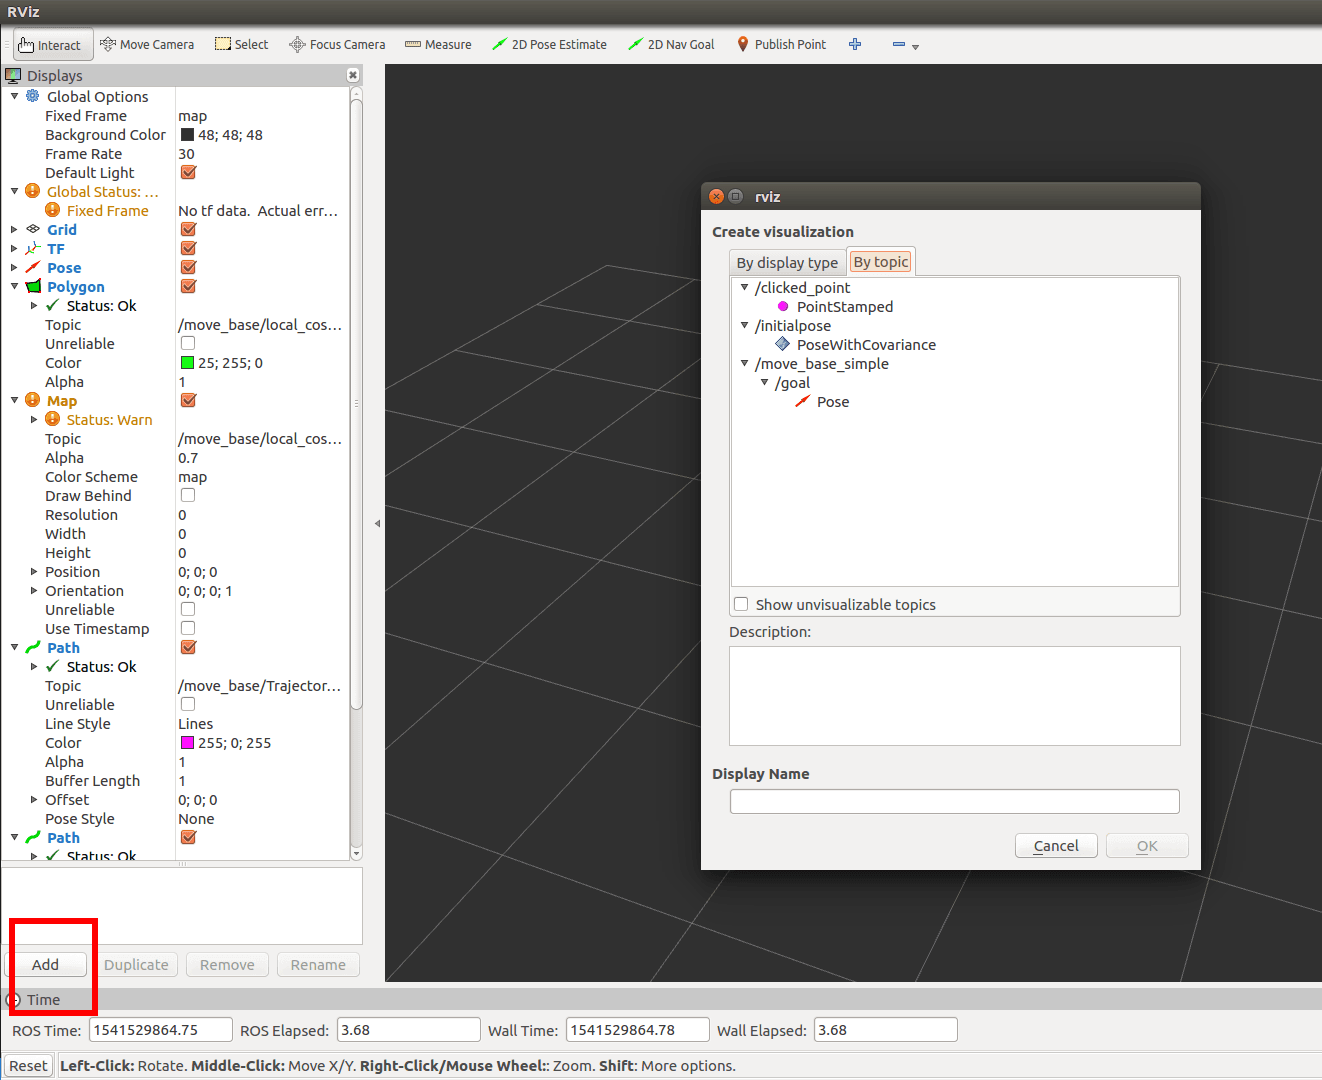 RViz
Interact Move Camera Select Focus Camera Measure 2D Pose Estimate 2D Nav Goal Publish Point
Displays
Global Options
Fixed Frame map
Background Color 48; 48; 48
Frame Rate 30
Default Light
Global Status: ...
Fixed Frame No tf data. Actual err...
Grid
TF
Pose
Polygon
Status: Ok
Topic /move_base/local_cos...
Unreliable
Color 25; 255; 0
Alpha 1
Map
Status: Warn
Topic /move_base/local_cos...
Alpha 0.7
Color Scheme map
Draw Behind
Resolution 0
Width 0
Height 0
Position 0; 0; 0
Orientation 0; 0; 0; 1
Unreliable
Use Timestamp
Path
Status: Ok
Topic /move_base/Trajector...
Unreliable
Line Style Lines
Color 255; 0; 255
Alpha 1
Buffer Length 1
Offset 0; 0; 0
Pose Style None
Path
Status: Ok
Add Duplicate Remove Rename
rviz
Create visualization
By display type By topic
/clicked_point
PointStamped
/initialpose
PoseWithCovariance
/move_base_simple
/goal
Pose
Show unvisualizable topics
Description:
Display Name
Cancel OK
Time
ROS Time: 1541529864.75 ROS Elapsed: 3.68 Wall Time: 1541529864.78 Wall Elapsed: 3.68
Reset Left-Click: Rotate. Middle-Click: Move X/Y. Right-Click/Mouse Wheel:: Zoom. Shift: More options.